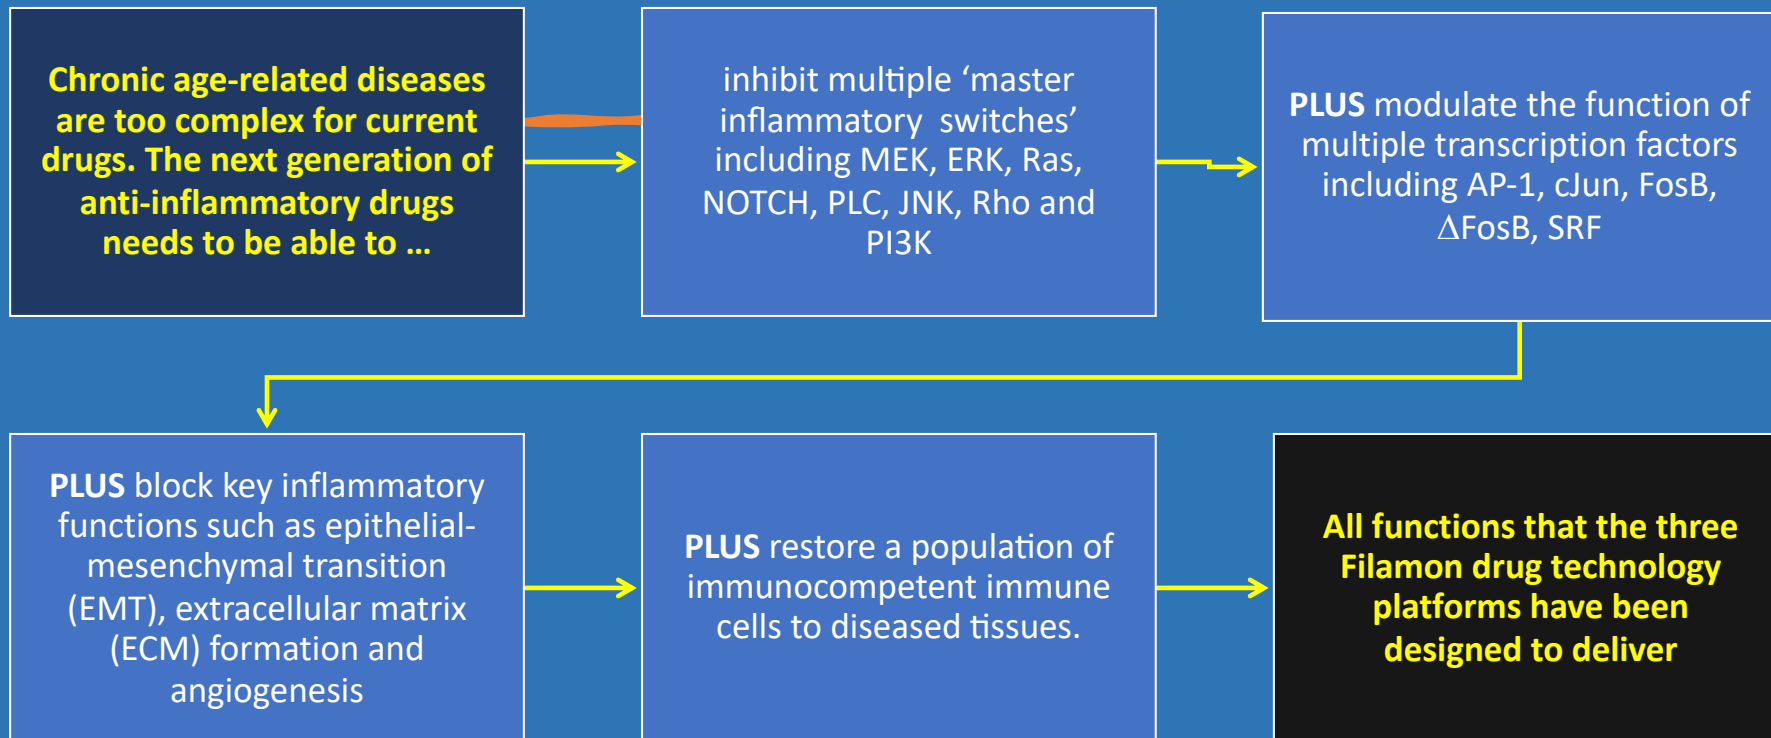 Chronic age-related diseases
are too complex for current
drugs. The next generation of
anti-inflammatory drugs
needs to be able to …
inhibit multiple ‘master
inflammatory  switches’
including MEK, ERK, Ras,
NOTCH, PLC, JNK, Rho and
PI3K
PLUS modulate the function of
multiple transcription factors
including AP-1, cJun, FosB,
ΔFosB, SRF
PLUS block key inflammatory
functions such as epithelial-
mesenchymal transition
(EMT), extracellular matrix
(ECM) formation and
angiogenesis
PLUS restore a population of
immunocompetent immune
cells to diseased tissues.
All functions that the three
Filamon drug technology
platforms have been
designed to deliver